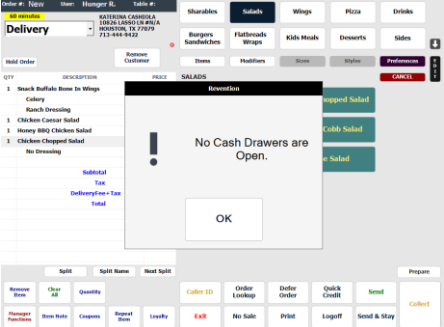 Order #: New User: Hunger R. Table #:
60 minutes
Delivery
KATERINA CASHIOLA
10826 LASSO LN #N/A
HOUSTON, TX 77079
713-444-9422
Hold Order
Remove
Customer
QTY DESCRIPTION PRICE
1 Snack Buffalo Bone In Wings
Celery
Ranch Dressing
1 Chicken Caesar Salad
1 Honey BBQ Chicken Salad
1 Chicken Chopped Salad
No Dressing
Subtotal
Tax
DeliveryFee+Tax
Total
Split Split Name Next Split
Remove
Item
Clear
All
Quantity
Manager
Functions
Item Note
Coupons
Repeat
Item
Loyalty
Sharables
Salads
Wings
Pizza
Drinks
Burgers
Sandwiches
Flatbreads
Wraps
Kids Meals
Desserts
Sides
Items
Modifiers
Sizes
Styles
Preferences
EDIT
SALADS
CANCEL
Chopped Salad
Cobb Salad
Salad
Revention
!
No Cash Drawers are
Open.
OK
Prepare
Caller ID
Order
Lookup
Defer
Order
Quick
Credit
Send
Collect
Exit
No Sale
Print
Logoff
Send & Stay